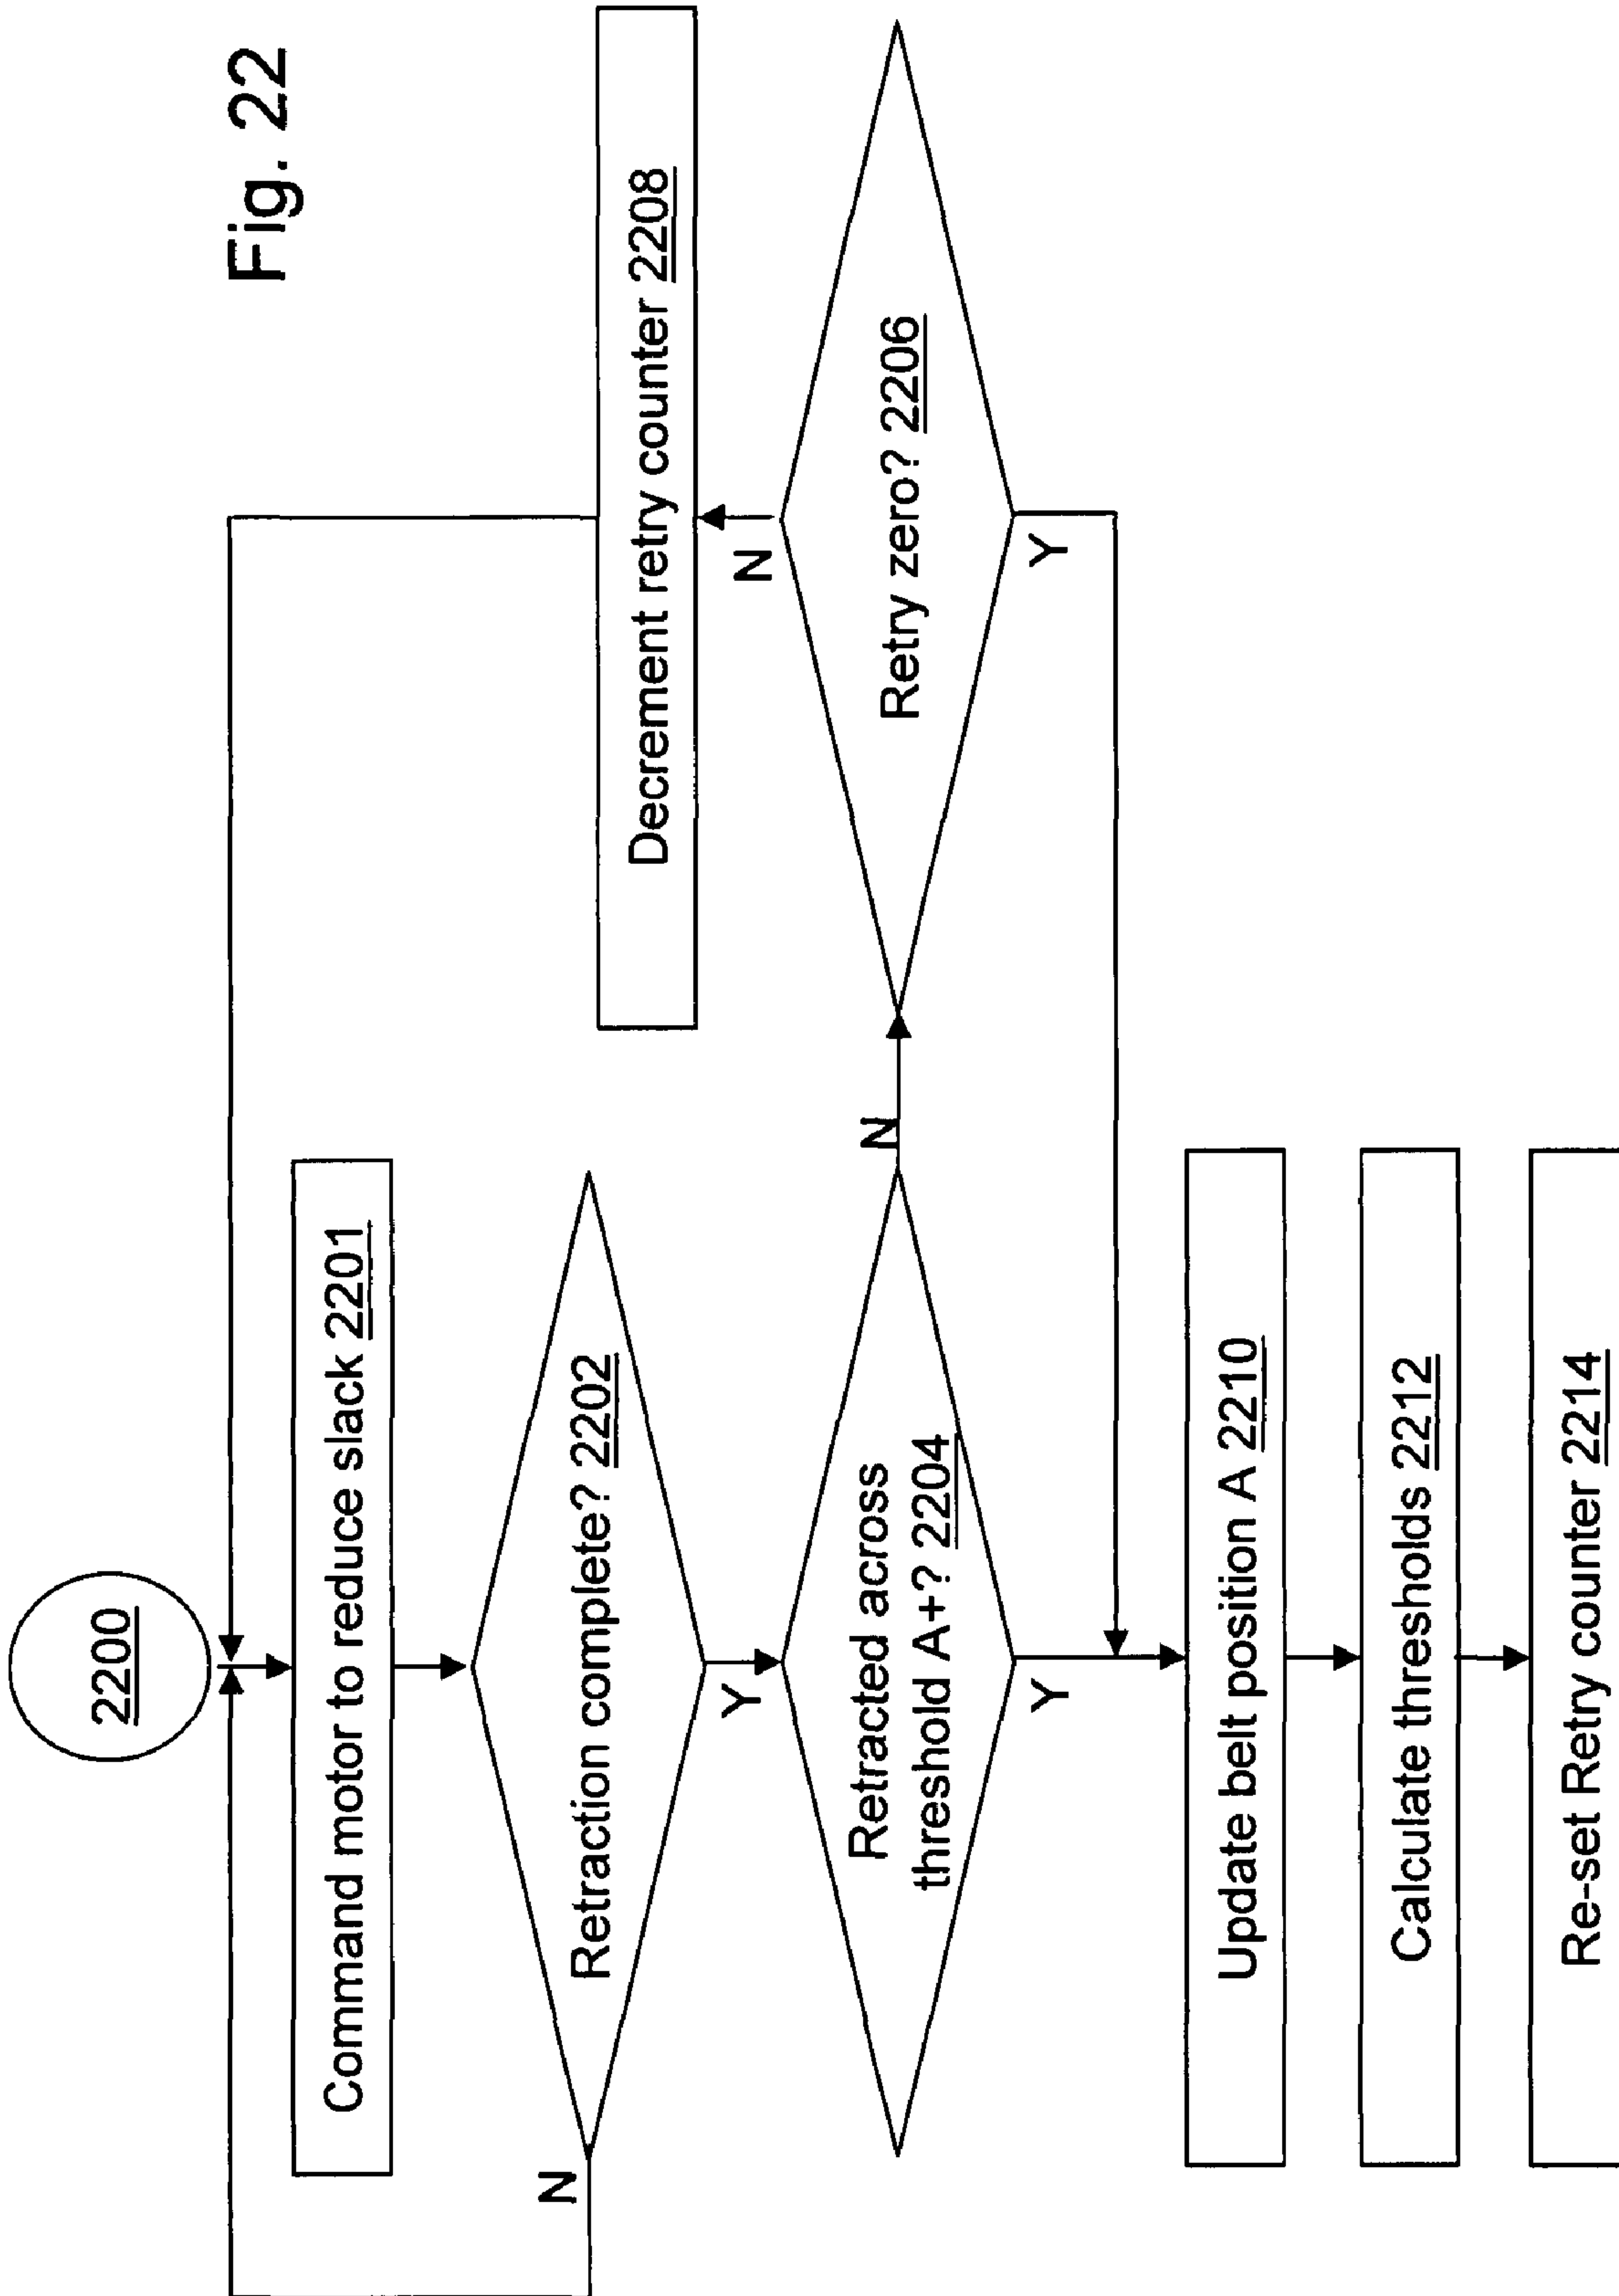 Fig. 22
2200
Command motor to reduce slack 2201
Retraction complete? 2202
N
Y
Retracted across
threshold A+? 2204
N
Y
Retry zero? 2206
N
Y
Decrement retry counter 2208
Update belt position A 2210
Calculate thresholds 2212
Re-set Retry counter 2214